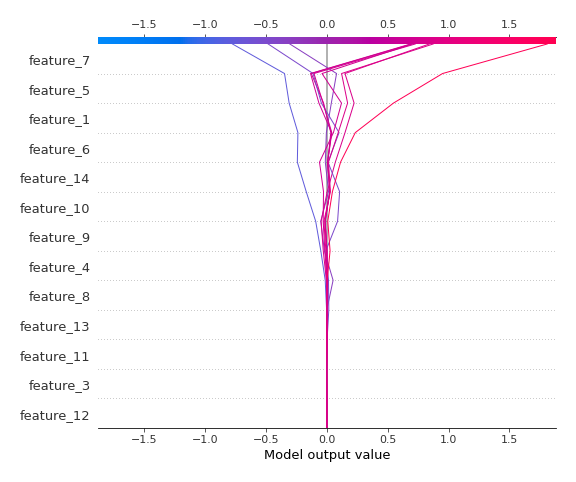 −1.5 −1.0 −0.5 0.0 0.5 1.0 1.5
feature_7
feature_5
feature_1
feature_6
feature_14
feature_10
feature_9
feature_4
feature_8
feature_13
feature_11
feature_3
feature_12
−1.5 −1.0 −0.5 0.0 0.5 1.0 1.5
Model output value